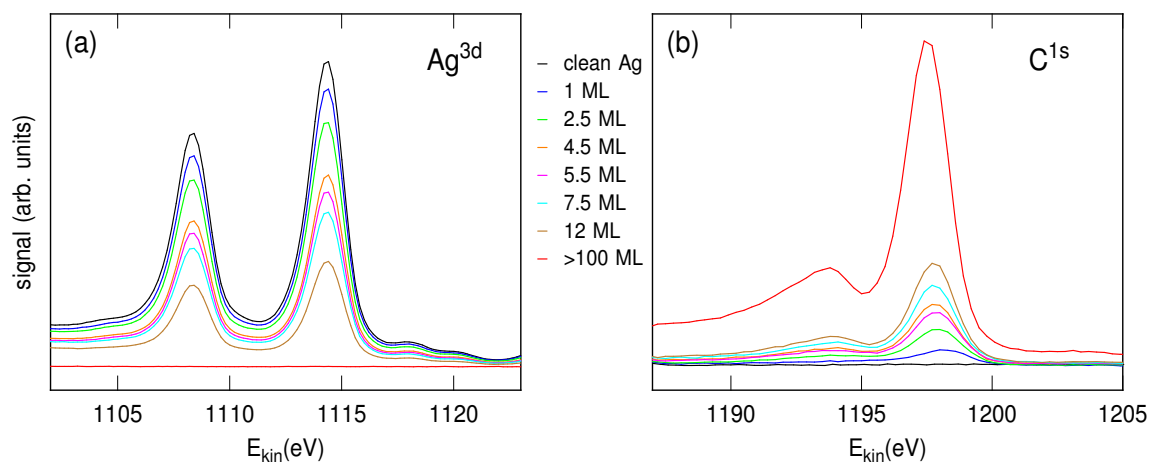 (a)
Ag3d
signal (arb. units)
1105 1110 1115 1120
Ekin(eV)
clean Ag
1 ML
2.5 ML
4.5 ML
5.5 ML
7.5 ML
12 ML
>100 ML
(b)
C1s
1190 1195 1200 1205
Ekin(eV)